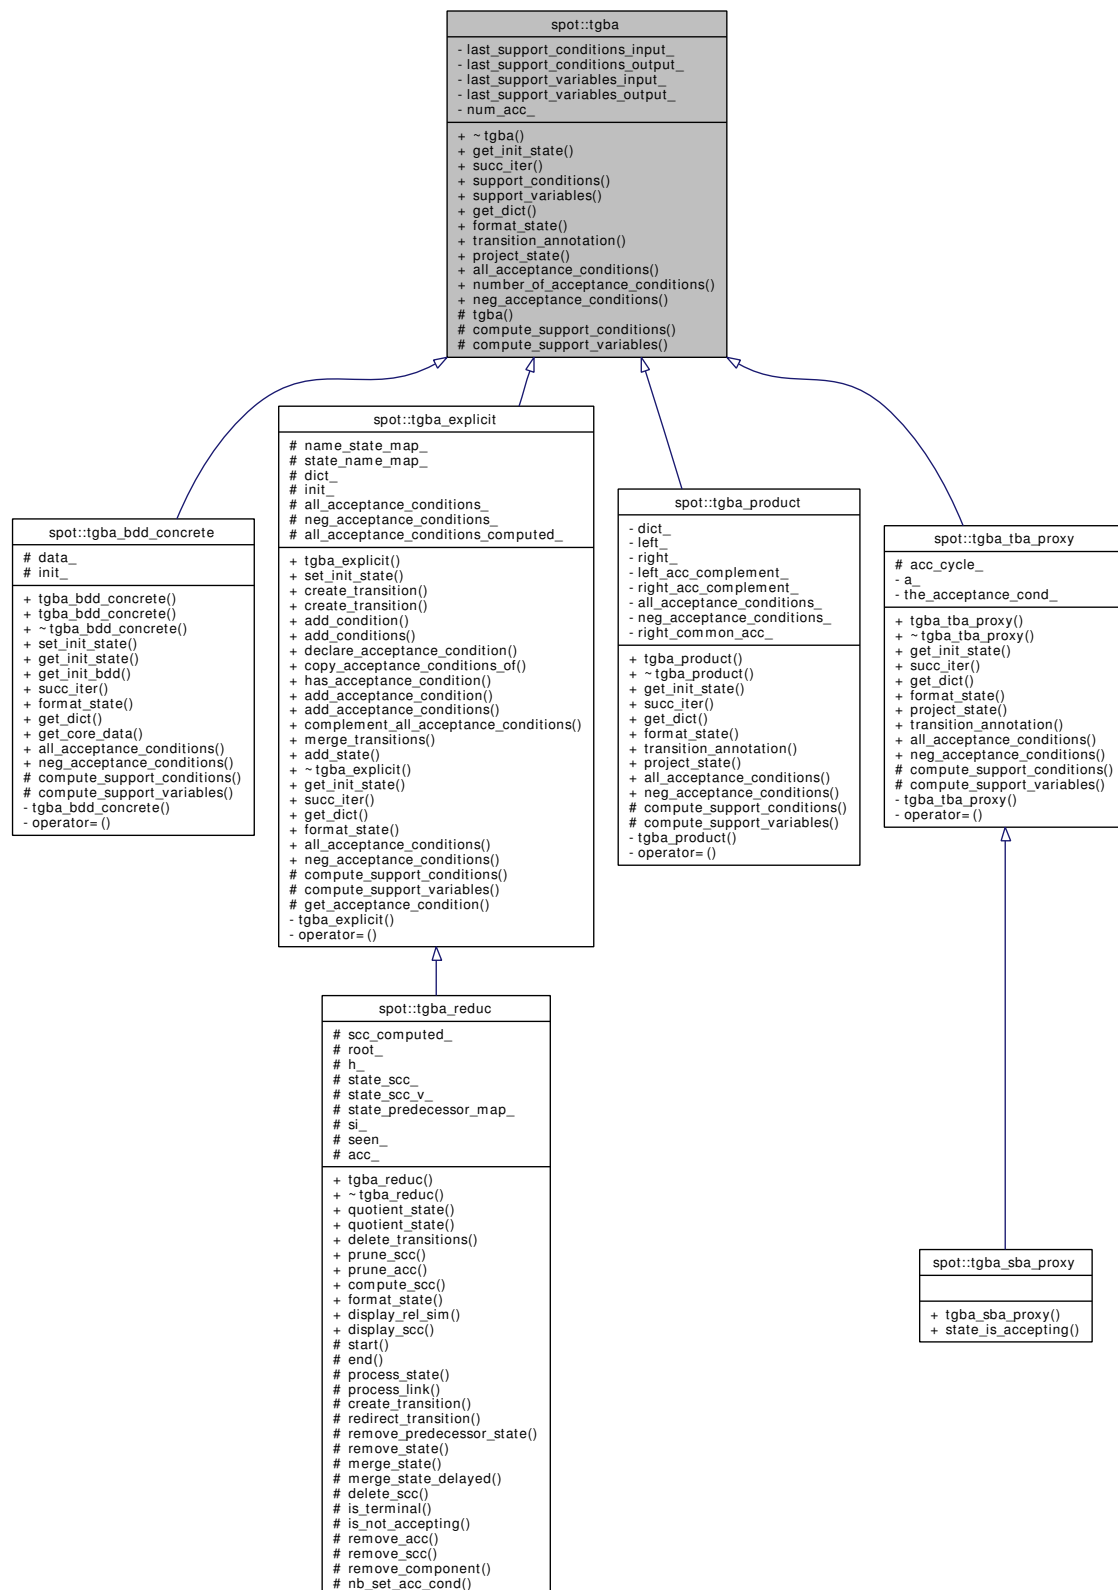 spot::tgba
- last_support_conditions_input_
- last_support_conditions_output_
- last_support_variables_input_
- last_support_variables_output_
- num_acc_
+ ~tgba()
+ get_init_state()
+ succ_iter()
+ support_conditions()
+ support_variables()
+ get_dict()
+ format_state()
+ transition_annotation()
+ project_state()
+ all_acceptance_conditions()
+ number_of_acceptance_conditions()
+ neg_acceptance_conditions()
# tgba()
# compute_support_conditions()
# compute_support_variables()
spot::tgba_bdd_concrete
# data_
# init_
+ tgba_bdd_concrete()
+ tgba_bdd_concrete()
+ ~tgba_bdd_concrete()
+ set_init_state()
+ get_init_state()
+ get_init_bdd()
+ succ_iter()
+ format_state()
+ get_dict()
+ get_core_data()
+ all_acceptance_conditions()
+ neg_acceptance_conditions()
# compute_support_conditions()
# compute_support_variables()
- tgba_bdd_concrete()
- operator=()
spot::tgba_explicit
# name_state_map_
# state_name_map_
# dict_
# init_
# all_acceptance_conditions_
# neg_acceptance_conditions_
# all_acceptance_conditions_computed_
+ tgba_explicit()
+ set_init_state()
+ create_transition()
+ create_transition()
+ add_condition()
+ add_conditions()
+ declare_acceptance_condition()
+ copy_acceptance_conditions_of()
+ has_acceptance_condition()
+ add_acceptance_condition()
+ add_acceptance_conditions()
+ complement_all_acceptance_conditions()
+ merge_transitions()
+ add_state()
+ ~tgba_explicit()
+ get_init_state()
+ succ_iter()
+ get_dict()
+ format_state()
+ all_acceptance_conditions()
+ neg_acceptance_conditions()
# compute_support_conditions()
# compute_support_variables()
# get_acceptance_condition()
- tgba_explicit()
- operator=()
spot::tgba_product
- dict_
- left_
- right_
- left_acc_complement_
- right_acc_complement_
- all_acceptance_conditions_
- neg_acceptance_conditions_
- right_common_acc_
+ tgba_product()
+ ~tgba_product()
+ get_init_state()
+ succ_iter()
+ get_dict()
+ format_state()
+ transition_annotation()
+ project_state()
+ all_acceptance_conditions()
+ neg_acceptance_conditions()
# compute_support_conditions()
# compute_support_variables()
- tgba_product()
- operator=()
spot::tgba_tba_proxy
# acc_cycle_
- a_
- the_acceptance_cond_
+ tgba_tba_proxy()
+ ~tgba_tba_proxy()
+ get_init_state()
+ succ_iter()
+ get_dict()
+ format_state()
+ project_state()
+ transition_annotation()
+ all_acceptance_conditions()
+ neg_acceptance_conditions()
# compute_support_conditions()
# compute_support_variables()
- tgba_tba_proxy()
- operator=()
spot::tgba_reduc
# scc_computed_
# root_
# h_
# state_scc_
# state_scc_v_
# state_predecessor_map_
# si_
# seen_
# acc_
+ tgba_reduc()
+ ~tgba_reduc()
+ quotient_state()
+ quotient_state()
+ delete_transitions()
+ prune_scc()
+ prune_acc()
+ compute_scc()
+ format_state()
+ display_rel_sim()
+ display_scc()
# start()
# end()
# process_state()
# process_link()
# create_transition()
# redirect_transition()
# remove_predecessor_state()
# remove_state()
# merge_state()
# merge_state_delayed()
# delete_scc()
# is_terminal()
# is_not_accepting()
# remove_acc()
# remove_scc()
# remove_component()
# nb_set_acc_cond()
spot::tgba_sba_proxy
+ tgba_sba_proxy()
+ state_is_accepting()